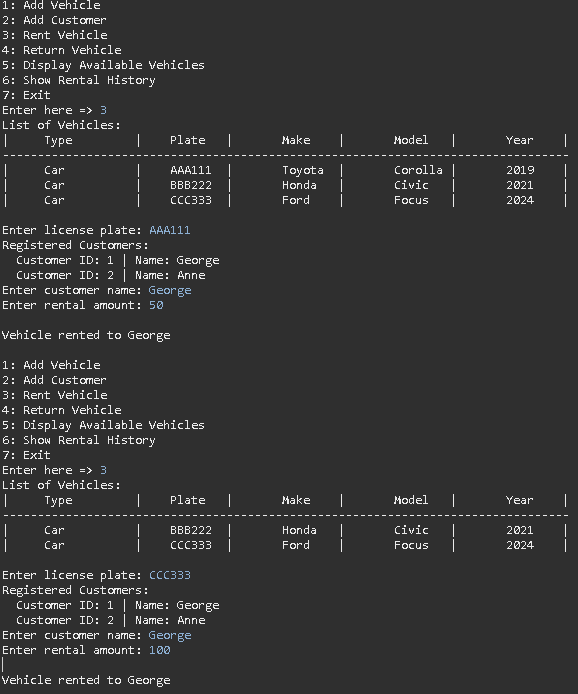 1: Add Vehicle
2: Add Customer
3: Rent Vehicle
4: Return Vehicle
5: Display Available Vehicles
6: Show Rental History
7: Exit
Enter here => 3
List of Vehicles:
|     Type         |    Plate   |       Make    |       Model   |       Year    |
---------------------------------------------------------------------------------
|     Car          |    AAA111  |       Toyota  |       Corolla |       2019    |
|     Car          |    BBB222  |       Honda   |       Civic   |       2021    |
|     Car          |    CCC333  |       Ford    |       Focus   |       2024    |
Enter license plate: AAA111
Registered Customers:
  Customer ID: 1 | Name: George
  Customer ID: 2 | Name: Anne
Enter customer name: George
Enter rental amount: 50
Vehicle rented to George
1: Add Vehicle
2: Add Customer
3: Rent Vehicle
4: Return Vehicle
5: Display Available Vehicles
6: Show Rental History
7: Exit
Enter here => 3
List of Vehicles:
|     Type         |    Plate   |       Make    |       Model   |       Year    |
---------------------------------------------------------------------------------
|     Car          |    BBB222  |       Honda   |       Civic   |       2021    |
|     Car          |    CCC333  |       Ford    |       Focus   |       2024    |
Enter license plate: CCC333
Registered Customers:
  Customer ID: 1 | Name: George
  Customer ID: 2 | Name: Anne
Enter customer name: George
Enter rental amount: 100
Vehicle rented to George